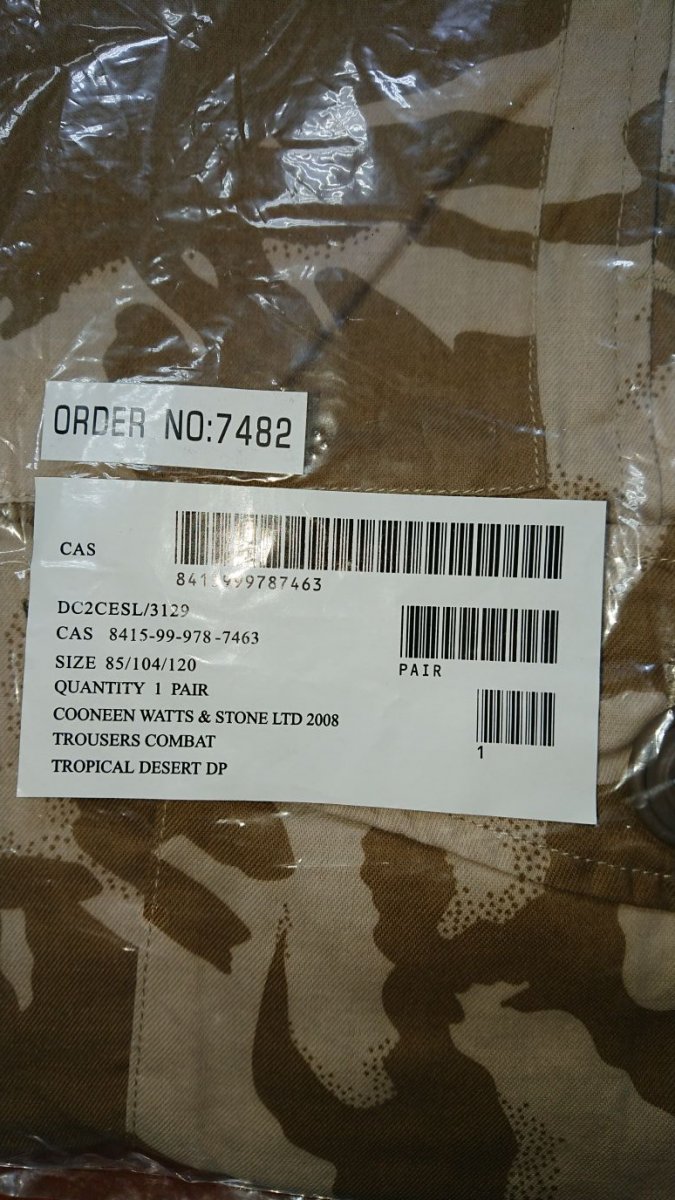 ORDER NO:7482
CAS
8415999787463
DC2CESL/3129
CAS 8415-99-978-7463
SIZE 85/104/120
PAIR
QUANTITY 1 PAIR
COONEEN WATTS & STONE LTD 2008
TROUSERS COMBAT
1
TROPICAL DESERT DP